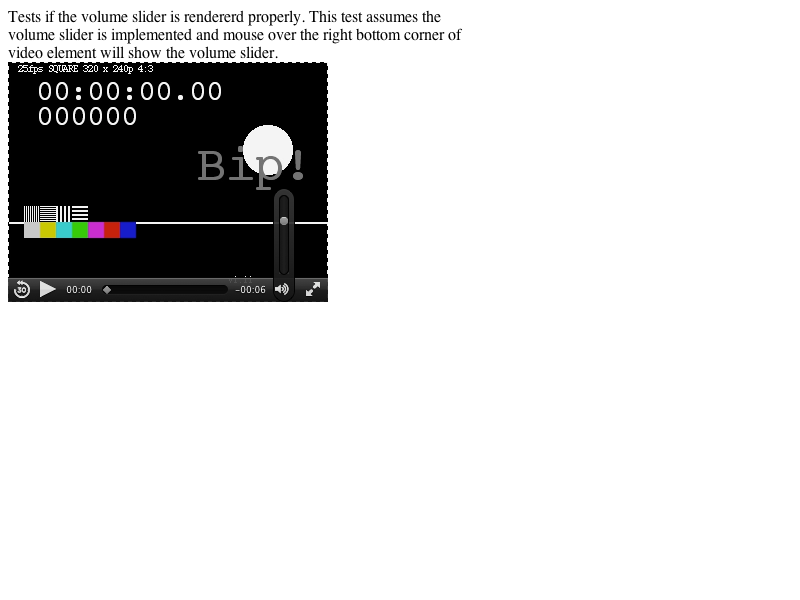 Tests if the volume slider is rendererd properly. This test assumes the
volume slider is implemented and mouse over the right bottom corner of
video element will show the volume slider.
25fps SQUARE 320 x 240p 4:3
00:00:00.00
000000
Bip!
30 00:00 -00:06